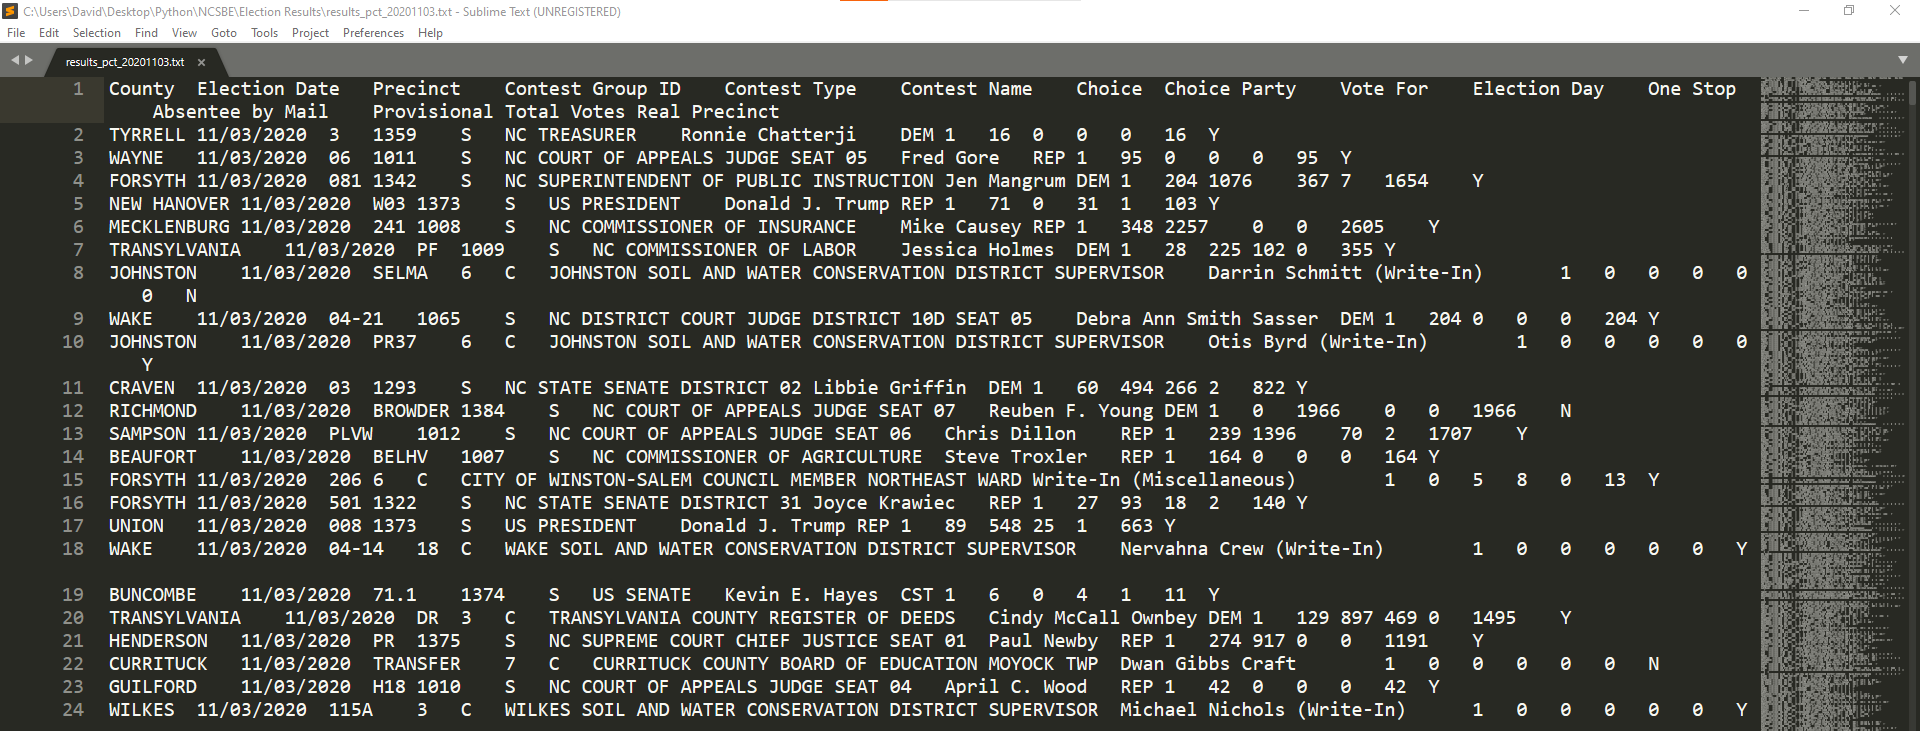 C:\Users\David\Desktop\Python\NCSBE\Election Results\results_pct_20201103.txt - Sublime Text (UNREGISTERED)
File Edit Selection Find View Goto Tools Project Preferences Help
results_pct_20201103.txt ×
1 County Election Date Precinct Contest Group ID Contest Type Contest Name Choice Choice Party Vote For Election Day One Stop
Absentee by Mail Provisional Total Votes Real Precinct
2 TYRRELL 11/03/2020 3 1359 S NC TREASURER Ronnie Chatterji DEM 1 16 0 0 0 16 Y
3 WAYNE 11/03/2020 06 1011 S NC COURT OF APPEALS JUDGE SEAT 05 Fred Gore REP 1 95 0 0 0 95 Y
4 FORSYTH 11/03/2020 081 1342 S NC SUPERINTENDENT OF PUBLIC INSTRUCTION Jen Mangrum DEM 1 204 1076 367 7 1654 Y
5 NEW HANOVER 11/03/2020 W03 1373 S US PRESIDENT Donald J. Trump REP 1 71 0 31 1 103 Y
6 MECKLENBURG 11/03/2020 241 1008 S NC COMMISSIONER OF INSURANCE Mike Causey REP 1 348 2257 0 0 2605 Y
7 TRANSYLVANIA 11/03/2020 PF 1009 S NC COMMISSIONER OF LABOR Jessica Holmes DEM 1 28 225 102 0 355 Y
8 JOHNSTON 11/03/2020 SELMA 6 C JOHNSTON SOIL AND WATER CONSERVATION DISTRICT SUPERVISOR Darrin Schmitt (Write-In) 1 0 0 0 0
0 N
9 WAKE 11/03/2020 04-21 1065 S NC DISTRICT COURT JUDGE DISTRICT 10D SEAT 05 Debra Ann Smith Sasser DEM 1 204 0 0 0 204 Y
10 JOHNSTON 11/03/2020 PR37 6 C JOHNSTON SOIL AND WATER CONSERVATION DISTRICT SUPERVISOR Otis Byrd (Write-In) 1 0 0 0 0 0
Y
11 CRAVEN 11/03/2020 03 1293 S NC STATE SENATE DISTRICT 02 Libbie Griffin DEM 1 60 494 266 2 822 Y
12 RICHMOND 11/03/2020 BROWDER 1384 S NC COURT OF APPEALS JUDGE SEAT 07 Reuben F. Young DEM 1 0 1966 0 0 1966 N
13 SAMPSON 11/03/2020 PLVW 1012 S NC COURT OF APPEALS JUDGE SEAT 06 Chris Dillon REP 1 239 1396 70 2 1707 Y
14 BEAUFORT 11/03/2020 BELHV 1007 S NC COMMISSIONER OF AGRICULTURE Steve Troxler REP 1 164 0 0 0 164 Y
15 FORSYTH 11/03/2020 206 6 C CITY OF WINSTON-SALEM COUNCIL MEMBER NORTHEAST WARD Write-In (Miscellaneous) 1 0 5 8 0 13 Y
16 FORSYTH 11/03/2020 501 1322 S NC STATE SENATE DISTRICT 31 Joyce Krawiec REP 1 27 93 18 2 140 Y
17 UNION 11/03/2020 008 1373 S US PRESIDENT Donald J. Trump REP 1 89 548 25 1 663 Y
18 WAKE 11/03/2020 04-14 18 C WAKE SOIL AND WATER CONSERVATION DISTRICT SUPERVISOR Nervahna Crew (Write-In) 1 0 0 0 0 0 Y
19 BUNCOMBE 11/03/2020 71.1 1374 S US SENATE Kevin E. Hayes CST 1 6 0 4 1 11 Y
20 TRANSYLVANIA 11/03/2020 DR 3 C TRANSYLVANIA COUNTY REGISTER OF DEEDS Cindy McCall Ownbey DEM 1 129 897 469 0 1495 Y
21 HENDERSON 11/03/2020 PR 1375 S NC SUPREME COURT CHIEF JUSTICE SEAT 01 Paul Newby REP 1 274 917 0 0 1191 Y
22 CURRITUCK 11/03/2020 TRANSFER 7 C CURRITUCK COUNTY BOARD OF EDUCATION MOYOCK TWP Dwan Gibbs Craft 1 0 0 0 0 0 N
23 GUILFORD 11/03/2020 H18 1010 S NC COURT OF APPEALS JUDGE SEAT 04 April C. Wood REP 1 42 0 0 0 42 Y
24 WILKES 11/03/2020 115A 3 C WILKES SOIL AND WATER CONSERVATION DISTRICT SUPERVISOR Michael Nichols (Write-In) 1 0 0 0 0 0 Y